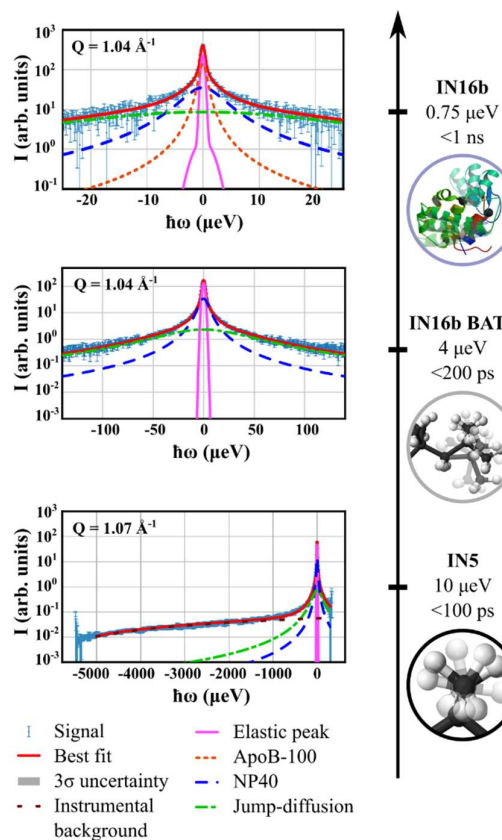 Q = 1.04 Å⁻¹
I (arb. units)
10³
10²
10¹
10⁰
10⁻¹
-20 -10 0 10 20
ħω (μeV)
IN16b
0.75 μeV
<1 ns
Q = 1.04 Å⁻¹
I (arb. units)
10³
10²
10¹
10⁰
10⁻¹
10⁻²
10⁻³
-100 -50 0 50 100
ħω (μeV)
IN16b BATS
4 μeV
<200 ps
Q = 1.07 Å⁻¹
I (arb. units)
10³
10²
10¹
10⁰
10⁻¹
10⁻²
10⁻³
-5000 -4000 -3000 -2000 -1000 0
ħω (μeV)
IN5
10 μeV
<100 ps
Signal
Best fit
3σ uncertainty
Instrumental
background
Elastic peak
ApoB-100
NP40
Jump-diffusion